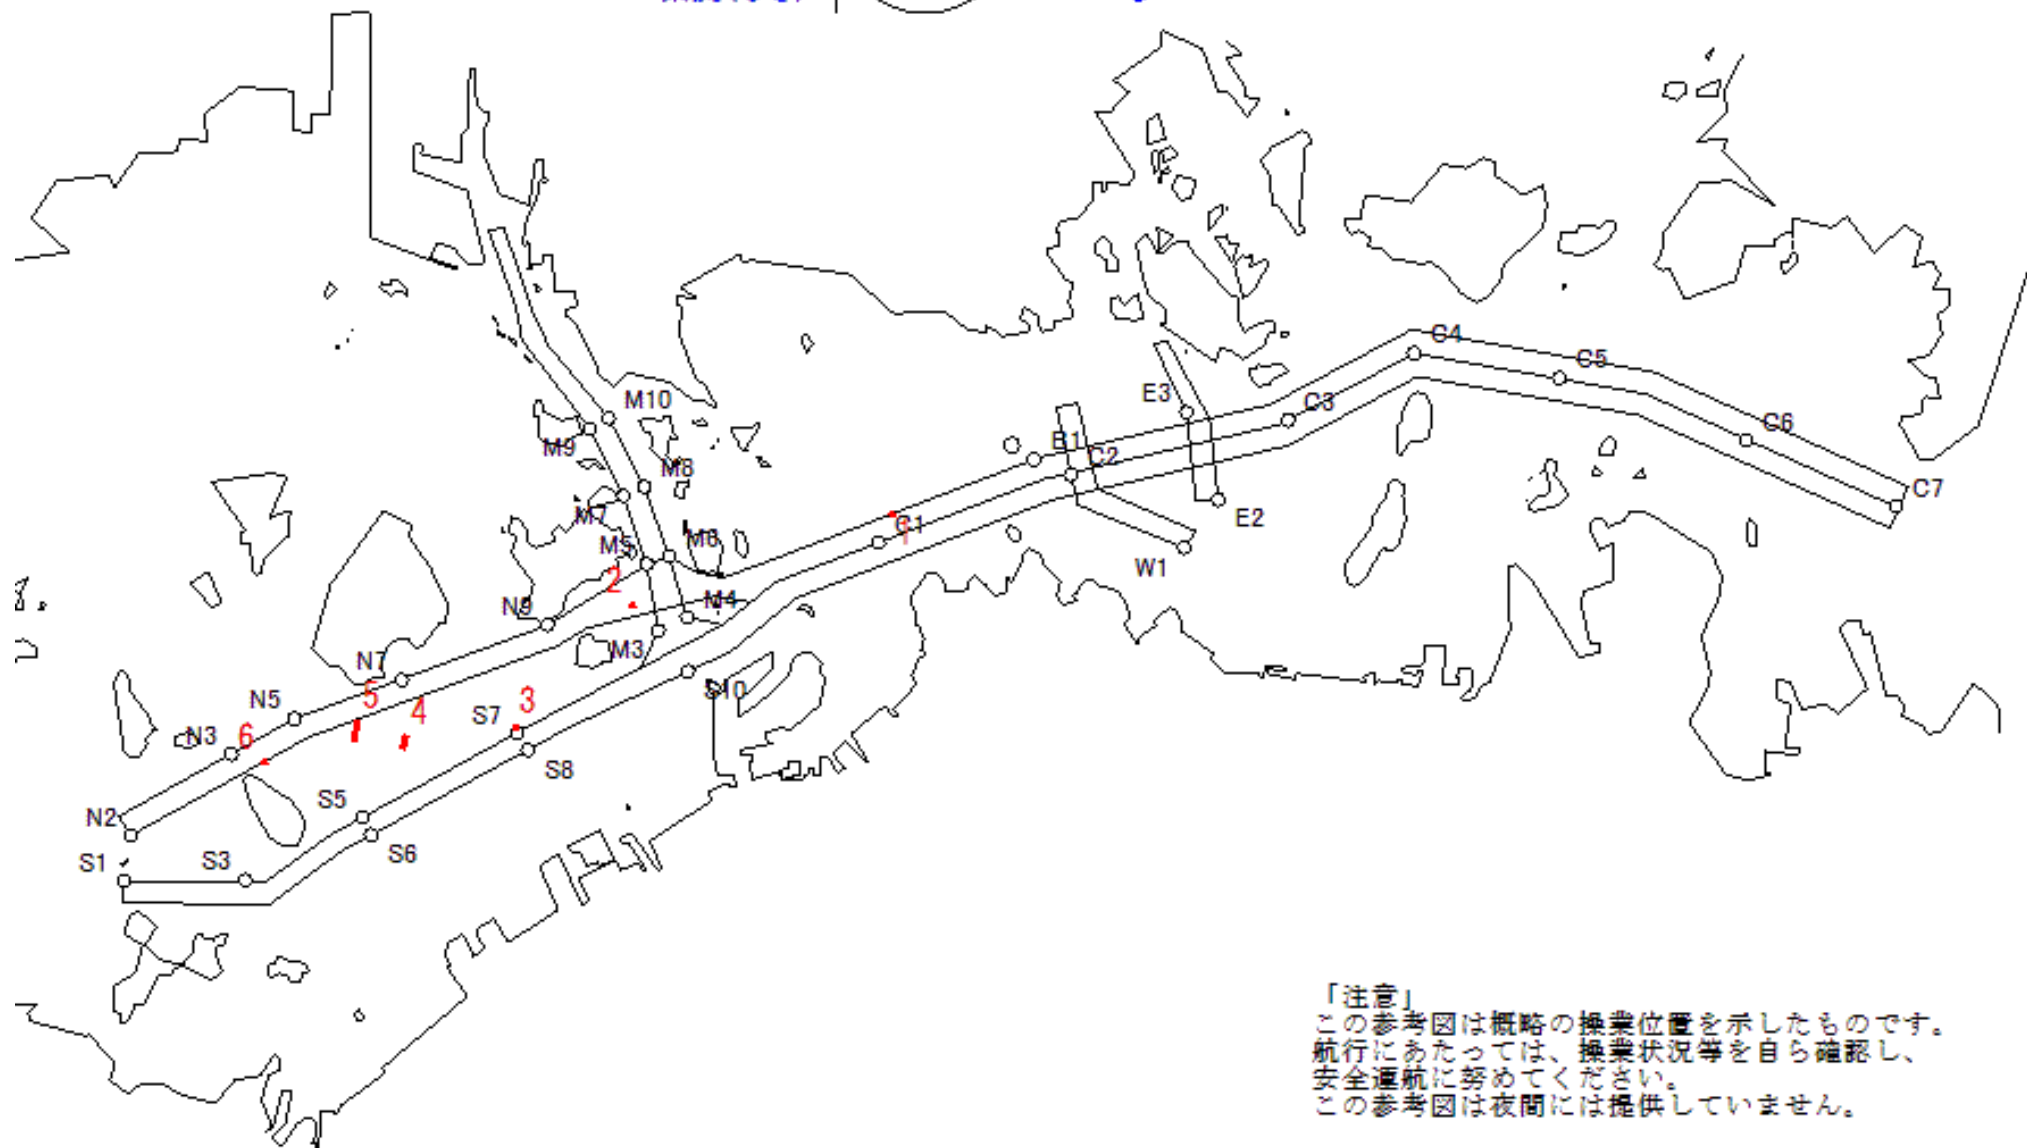 C4
C5
E3
M10
C3
C6
M9
B1
C2
M8
C7
M7
E2
C1
1
M5
M6
W1
2
N9
M4
M3
N7
5
4
S10
N5
S7
3
N3
6
S8
S5
N2
S6
S1
S3
「注意」
この参考図は概略の操業位置を示したものです。
航行にあたっては、操業状況等を自ら確認し、
安全運航に努めてください。
この参考図は夜間には提供していません。